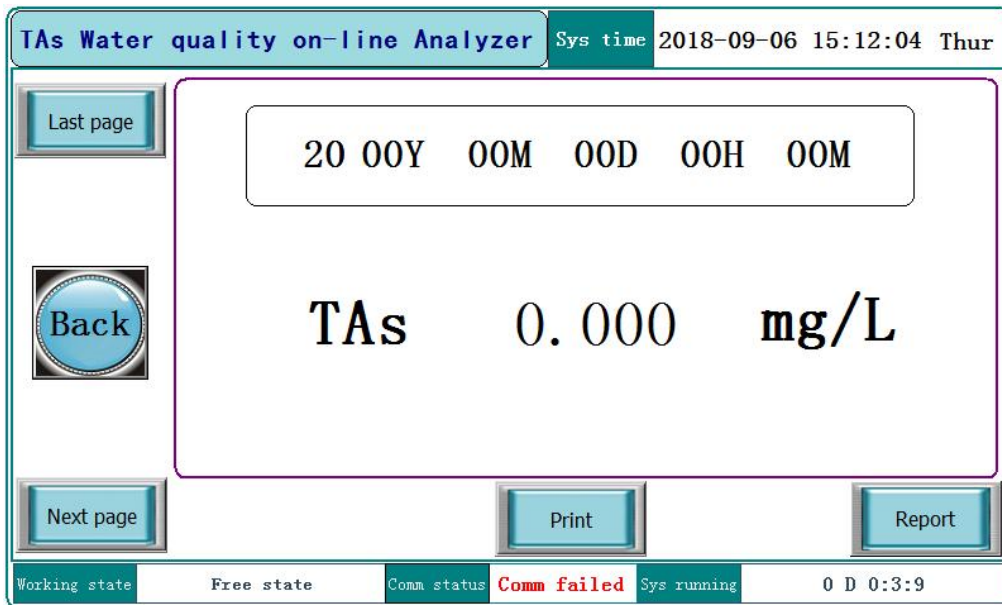 TAs Water quality on-line Analyzer Sys time 2018-09-06 15:12:04 Thur
Last page
20 00Y 00M 00D 00H 00M
Back
TAs 0.000 mg/L
Next page Print Report
Working state Free state Comm status Comm failed Sys running 0 D 0:3:9